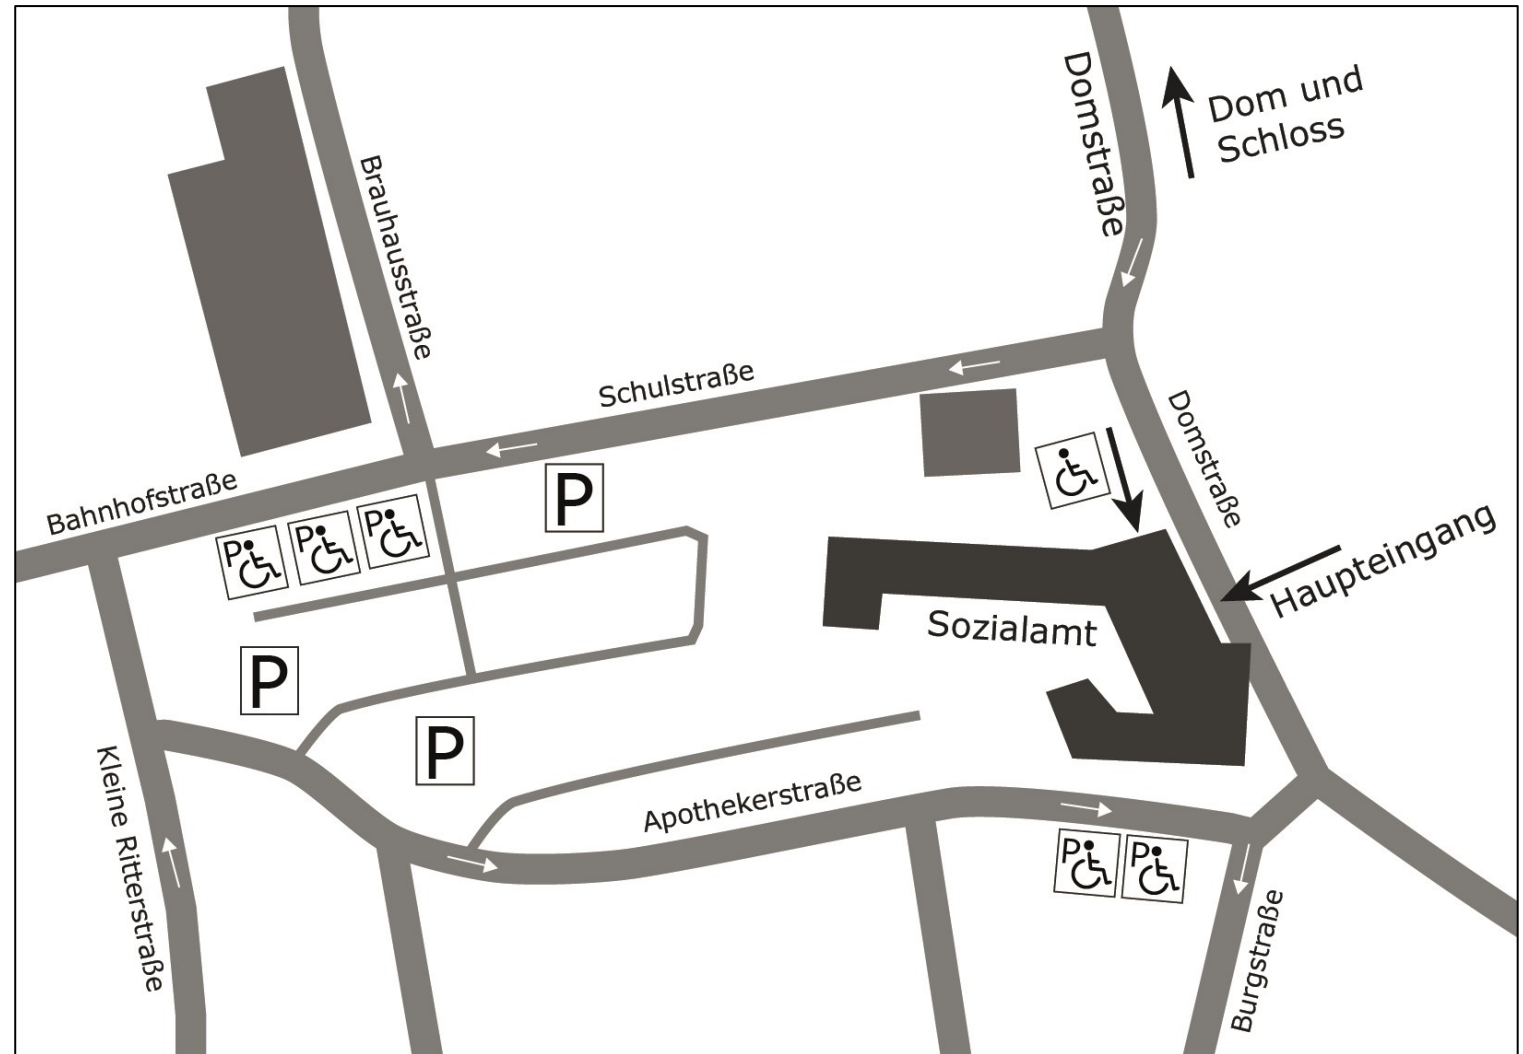 Domstraße
Dom und
Schloss
Brauhausstraße
Schulstraße
Domstraße
Bahnhofstraße
P
P
P
P
Haupteingang
Sozialamt
P
P
Kleine Ritterstraße
Apothekerstraße
P
P
Burgstraße